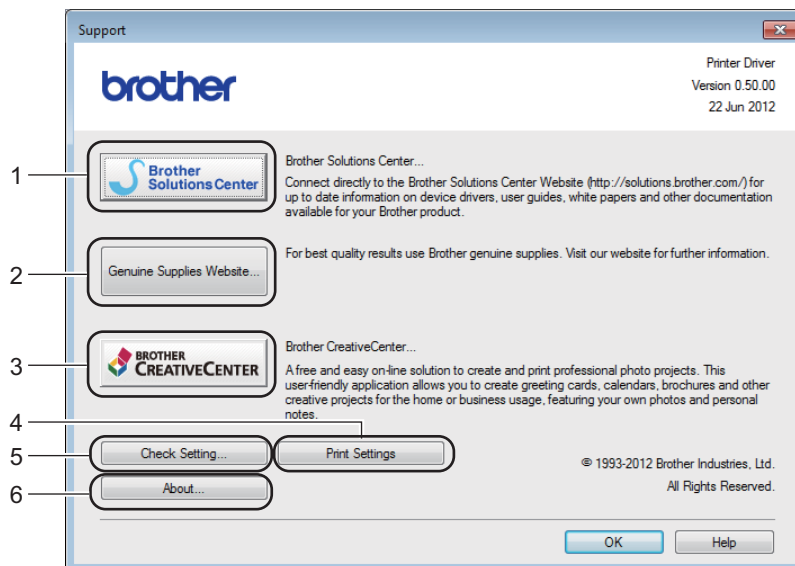 Support
brother
Printer Driver
Version 0.50.00
22 Jun 2012
1
Brother
Solutions Center
Brother Solutions Center...
Connect directly to the Brother Solutions Center Website (http://solutions.brother.com/) for
up to date information on device drivers, user guides, white papers and other documentation
available for your Brother product.
2
Genuine Supplies Website...
For best quality results use Brother genuine supplies. Visit our website for further information.
3
BROTHER
CREATIVECENTER
Brother CreativeCenter...
A free and easy on-line solution to create and print professional photo projects. This
user-friendly application allows you to create greeting cards, calendars, brochures and other
creative projects for the home or business usage, featuring your own photos and personal
notes.
4
5
Check Setting...
Print Settings
6
About...
© 1993-2012 Brother Industries, Ltd.
All Rights Reserved.
OK
Help